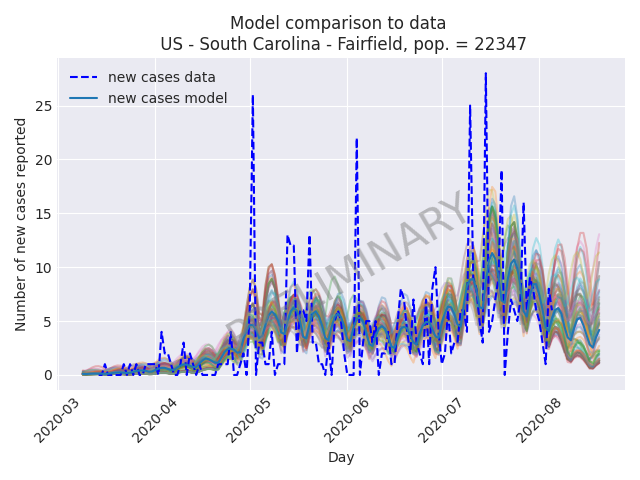 Model comparison to data
US - South Carolina - Fairfield, pop. = 22347
new cases data
new cases model
Number of new cases reported
25
20
15
10
5
0
PRELIMINARY
2020-03
2020-04
2020-05
2020-06
2020-07
2020-08
Day